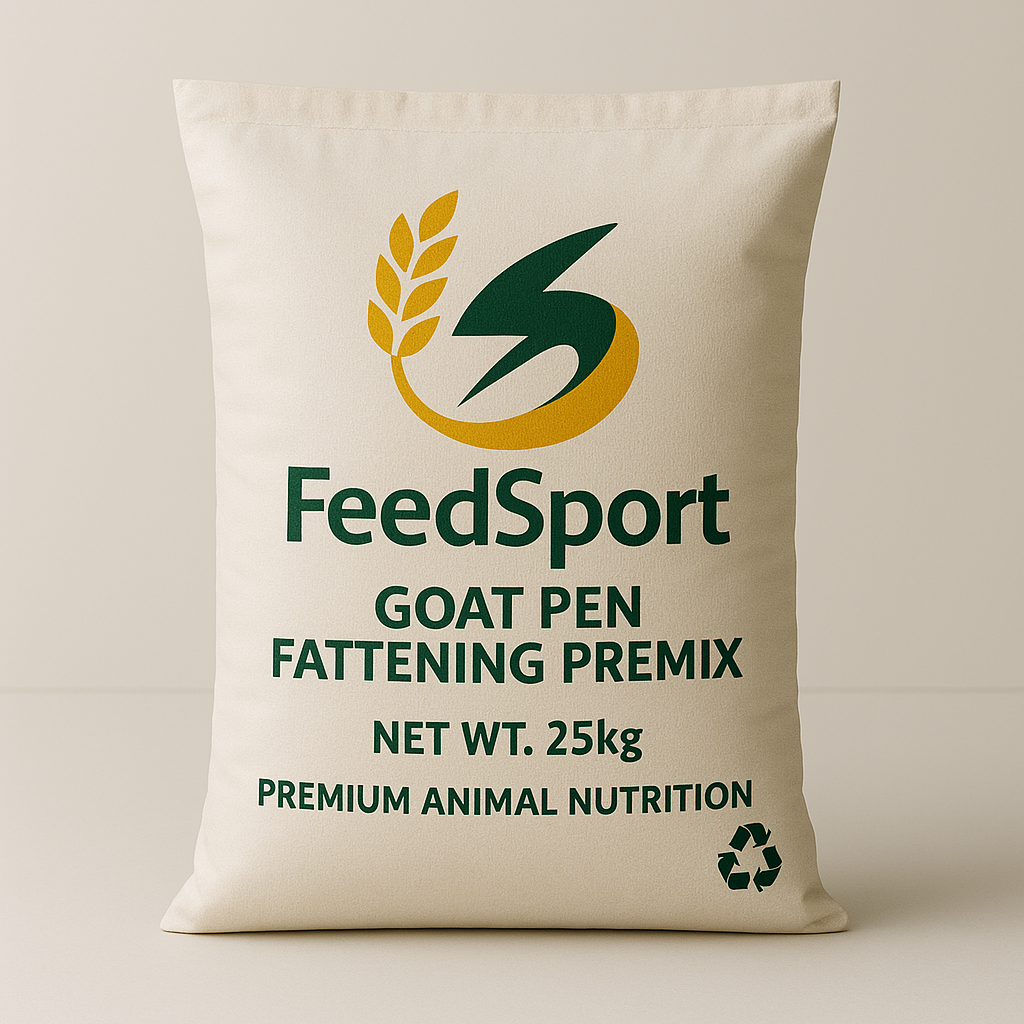 FeedSport
GOAT PEN
FATTENING PREMIX
NET WT. 25kg
PREMIUM ANIMAL NUTRITION